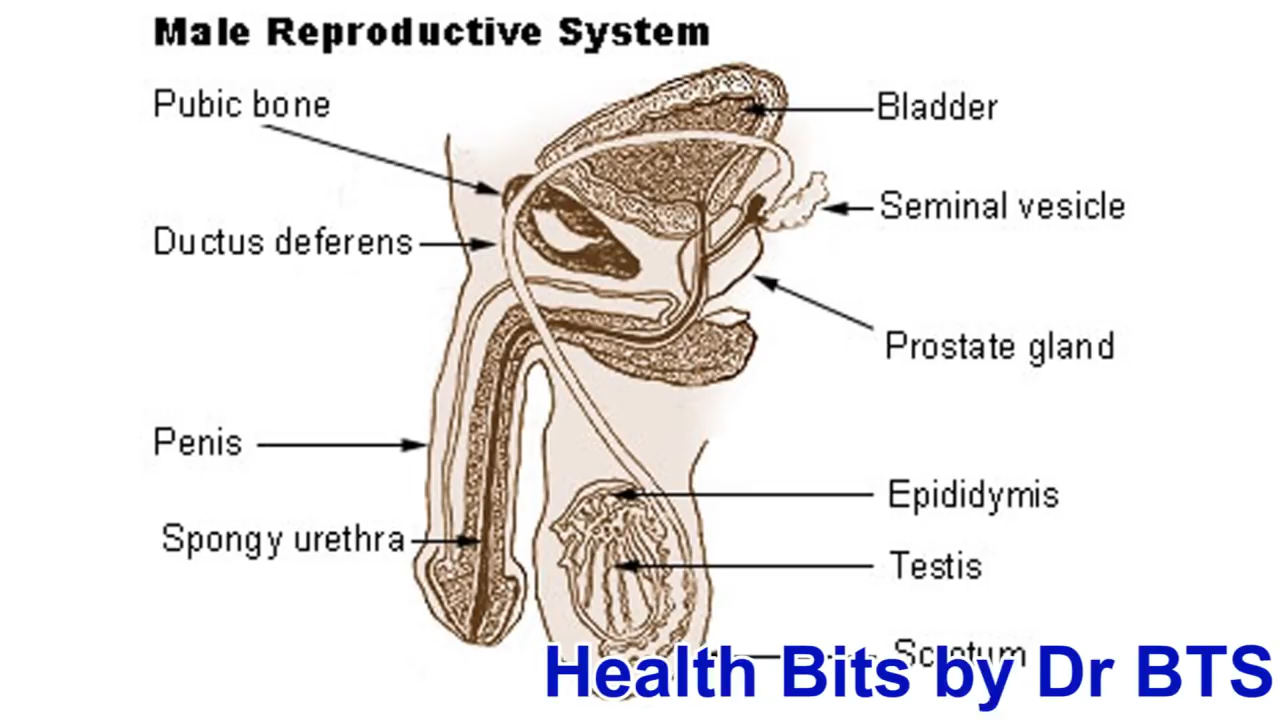 Male Reproductive System
Pubic bone
Bladder
Seminal vesicle
Ductus deferens
Prostate gland
Penis
Epididymis
Spongy urethra
Testis
Scrotum
Health Bits by Dr BTS